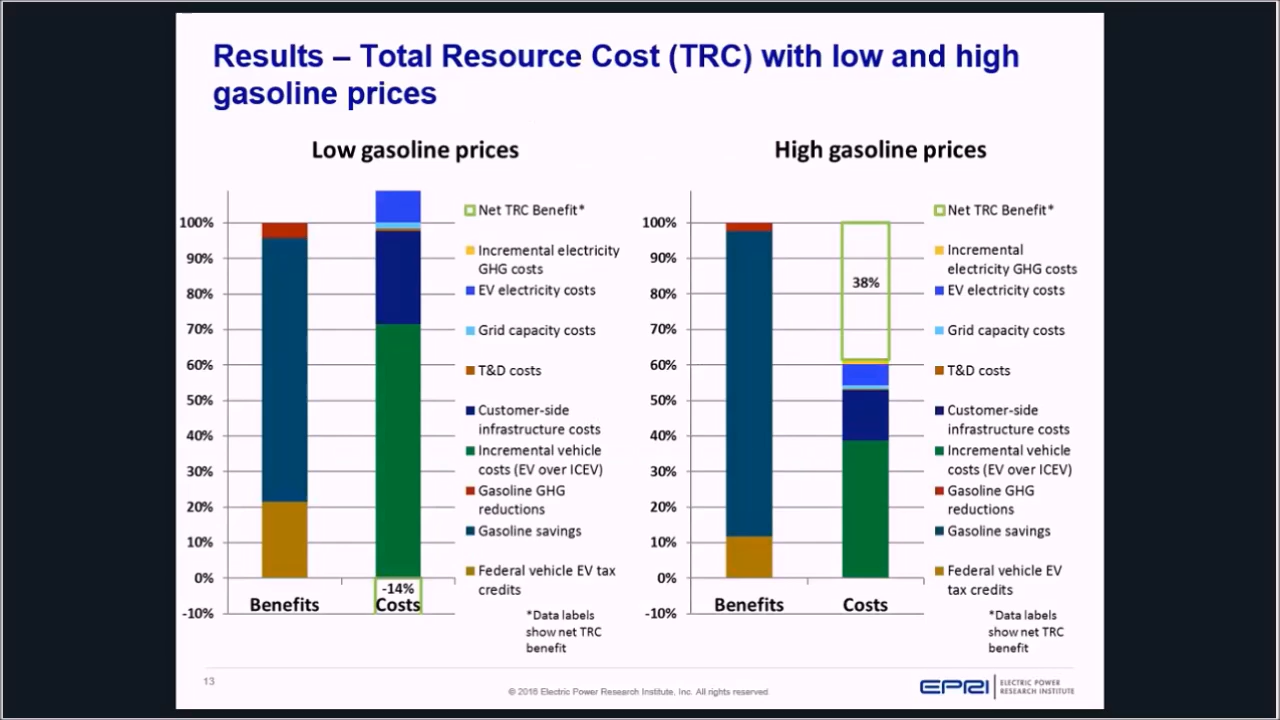 Results – Total Resource Cost (TRC) with low and high
gasoline prices
Low gasoline prices
100%
90%
80%
70%
60%
50%
40%
30%
20%
10%
0%
-10%
-14%
Benefits
Costs
Net TRC Benefit*
Incremental electricity
GHG costs
EV electricity costs
Grid capacity costs
T&D costs
Customer-side
infrastructure costs
Incremental vehicle
costs (EV over ICEV)
Gasoline GHG
reductions
Gasoline savings
Federal vehicle EV tax
credits
*Data labels
show net TRC
benefit
High gasoline prices
100%
90%
80%
70%
60%
50%
40%
30%
20%
10%
0%
-10%
38%
Benefits
Costs
Net TRC Benefit*
Incremental
electricity GHG costs
EV electricity costs
Grid capacity costs
T&D costs
Customer-side
infrastructure costs
Incremental vehicle
costs (EV over ICEV)
Gasoline GHG
reductions
Gasoline savings
Federal vehicle EV
tax credits
*Data labels
show net TRC
benefit
13
© 2016 Electric Power Research Institute, Inc. All rights reserved.
EPRI
ELECTRIC POWER
RESEARCH INSTITUTE